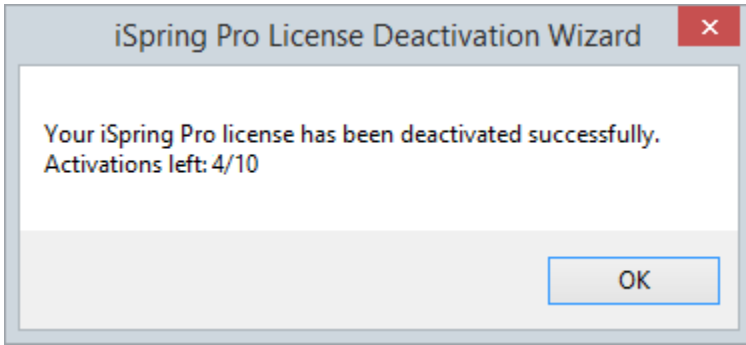 iSpring Pro License Deactivation Wizard
Your iSpring Pro license has been deactivated successfully.
Activations left: 4/10
OK